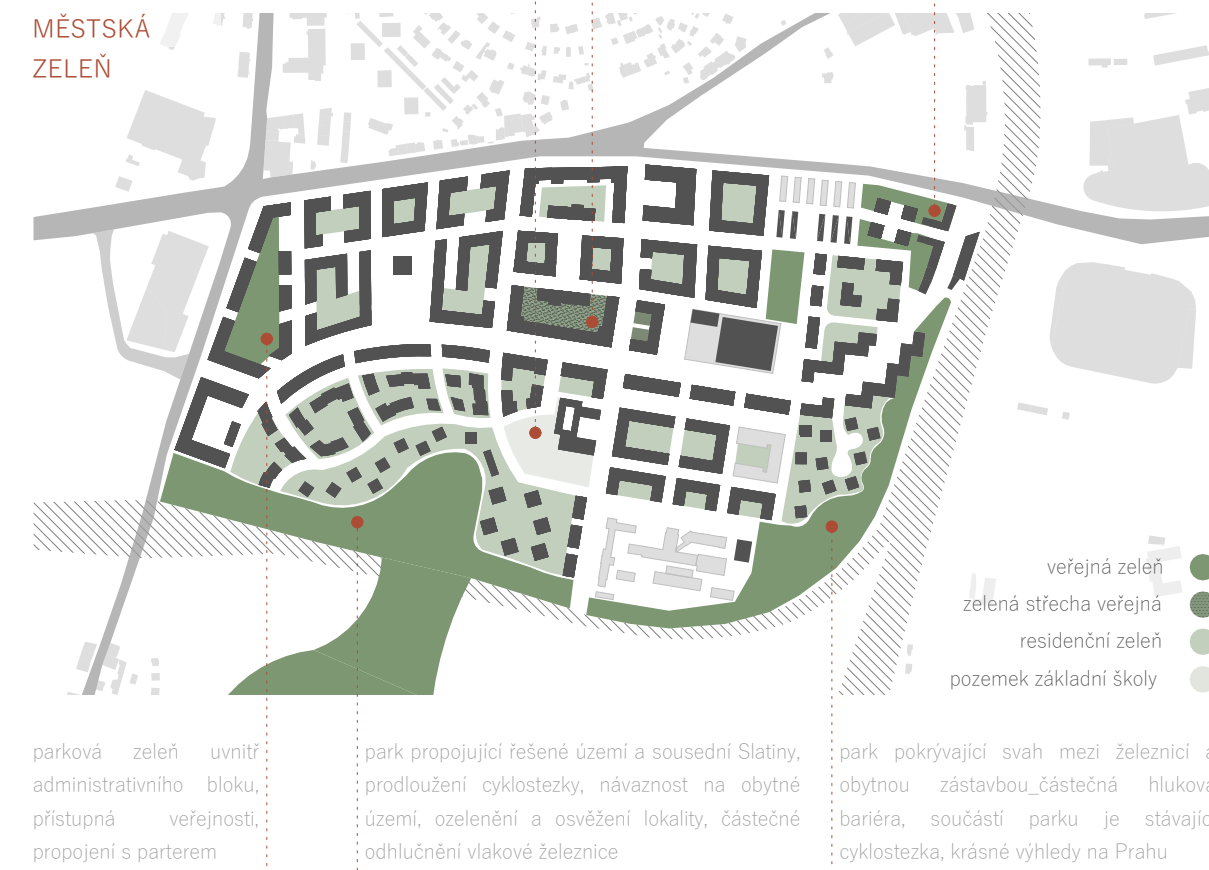 MĚSTSKÁ
ZELEŇ
veřejná zeleň
zelená střecha veřejná
residenční zeleň
pozemek základní školy
parková zeleň uvnitř
administrativního bloku,
přístupná veřejnosti,
propojení s parterem
park propojující řešené území a sousední Slatiny,
prodloužení cyklostezky, návaznost na obytné
území, ozelenění a osvěžení lokality, částečné
odhlučnění vlakové železnice
park pokrývající svah mezi železnicí a
obytnou zástavbou_částečná hluková
bariéra, součástí parku je stávajíc
cyklostezka, krásné výhledy na Prahu